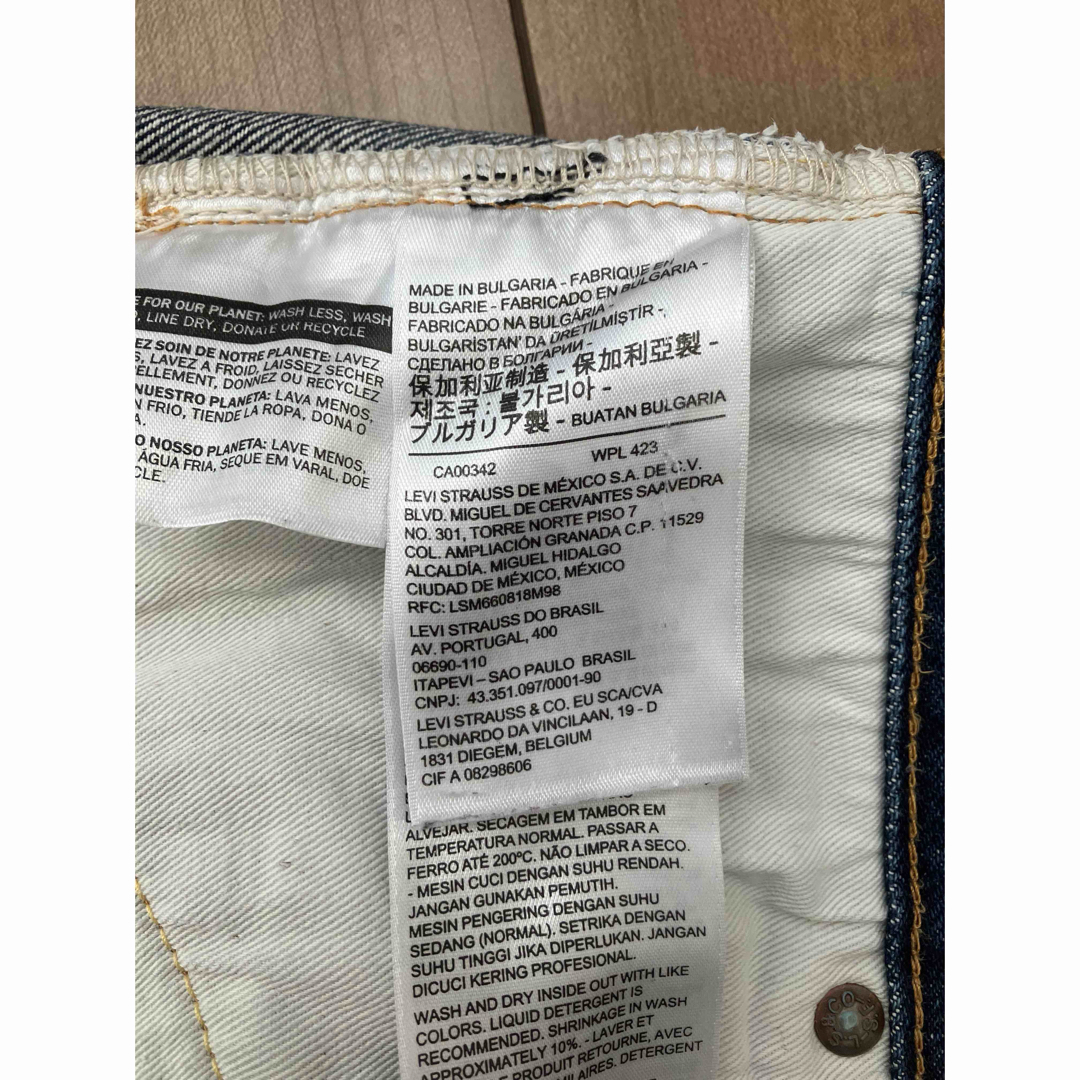 E FOR OUR PLANET: WASH LESS, WASH
, LINE DRY, DONATE OR RECYCLE
EZ SOIN DE NOTRE PLANETE: LAVEZ
S, LAVEZ A FROID, LAISSEZ SECHER
ELLEMENT, DONNEZ OU RECYCLEZ
NUESTRO PLANETA: LAVA MENOS,
N FRIO, TIENDE LA ROPA, DONA O
A.
O NOSSO PLANETA: LAVE MENOS,
ÁGUA FRIA, SEQUE EM VARAL, DOE
CLE.
MADE IN BULGARIA - FABRIQUE EN
BULGARIE - FABRICADO EN BULGARIA -
FABRICADO NA BULGÁRIA -
BULGARİSTAN' DA ÜRETİLMİŞTİR -
СДЕЛАНО В БОЛГАРИИ -
保加利亚制造 - 保加利亞製 -
제조국 : 불가리아 -
ブルガリア製 - BUATAN BULGARIA
CA00342 WPL 423
LEVI STRAUSS DE MÉXICO S.A. DE C.V.
BLVD. MIGUEL DE CERVANTES SAAVEDRA
NO. 301, TORRE NORTE PISO 7
COL. AMPLIACIÓN GRANADA C.P. 11529
ALCALDÍA. MIGUEL HIDALGO
CIUDAD DE MÉXICO, MÉXICO
RFC: LSM660818M98
LEVI STRAUSS DO BRASIL
AV. PORTUGAL, 400
06690-110
ITAPEVI – SAO PAULO BRASIL
CNPJ: 43.351.097/0001-90
LEVI STRAUSS & CO. EU SCA/CVA
LEONARDO DA VINCILAAN, 19 - D
1831 DIEGEM, BELGIUM
CIF A 08298606
ALVEJAR. SECAGEM EM TAMBOR EM
TEMPERATURA NORMAL. PASSAR A
FERRO ATÉ 200ºC. NÃO LIMPAR A SECO.
- MESIN CUCI DENGAN SUHU RENDAH.
JANGAN GUNAKAN PEMUTIH.
MESIN PENGERING DENGAN SUHU
SEDANG (NORMAL). SETRIKA DENGAN
SUHU TINGGI JIKA DIPERLUKAN. JANGAN
DICUCI KERING PROFESIONAL.
WASH AND DRY INSIDE OUT WITH LIKE
COLORS. LIQUID DETERGENT IS
RECOMMENDED. SHRINKAGE IN WASH
APPROXIMATELY 10%. - LAVER ET
PRODUIT RETOURNE, AVEC
MILAIRES. DETERGENT